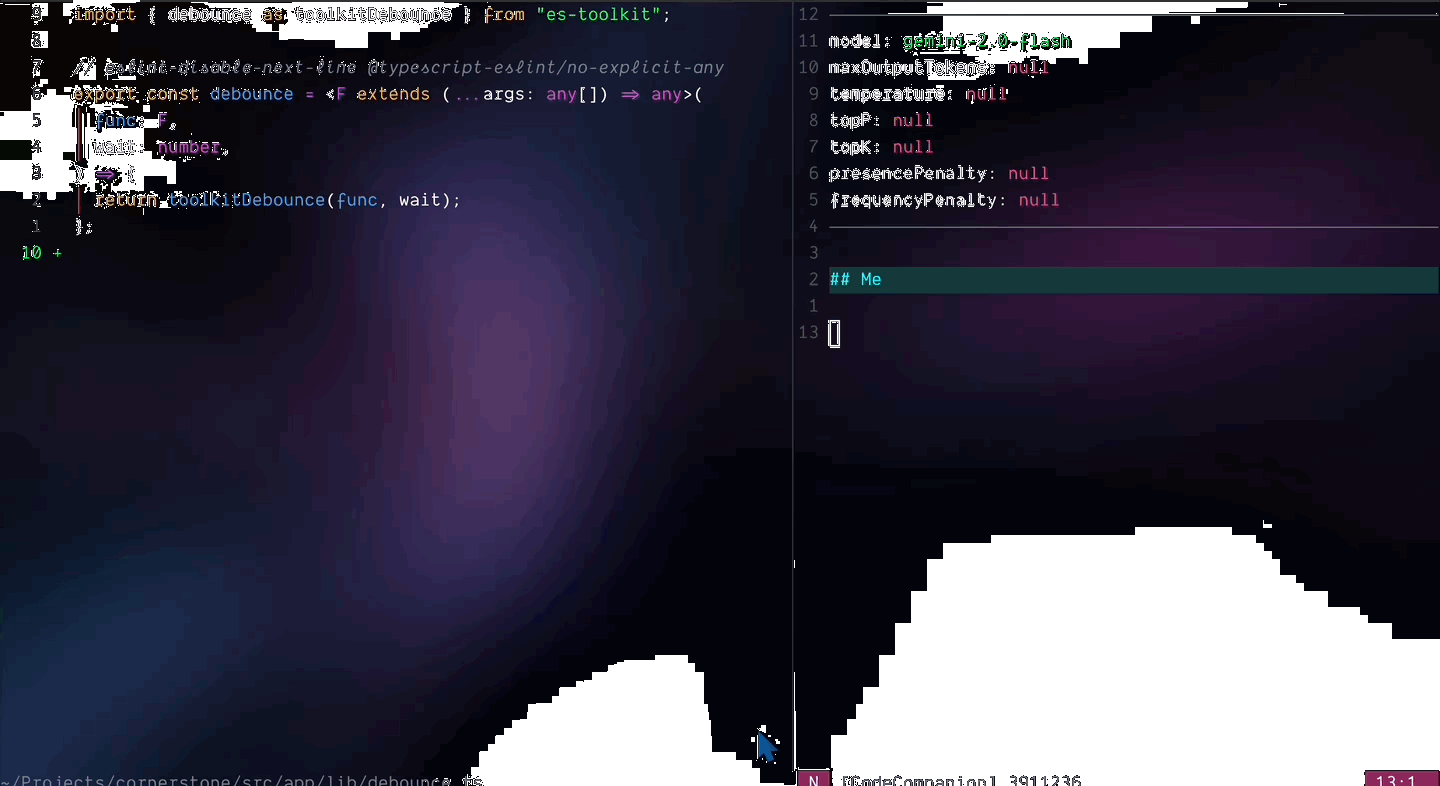 9 import { debounce as toolkitDebounce } from "es-toolkit";
8
7 // eslint-disable-next-line @typescript-eslint/no-explicit-any
6 export const debounce = <F extends (...args: any[]) => any>(
5 func: F,
4 wait: number,
3 ) => {
2 return toolkitDebounce(func, wait);
1 };
10 +
~/Projects/cornerstone/src/app/lib/debounce.ts
12
11 model: gemini-2.0-flash
10 maxOutputTokens: null
9 temperature: null
8 topP: null
7 topK: null
6 presencePenalty: null
5 frequencyPenalty: null
4
3
2 ## Me
1
13
N [CodeCompanion] 3911236 13:1